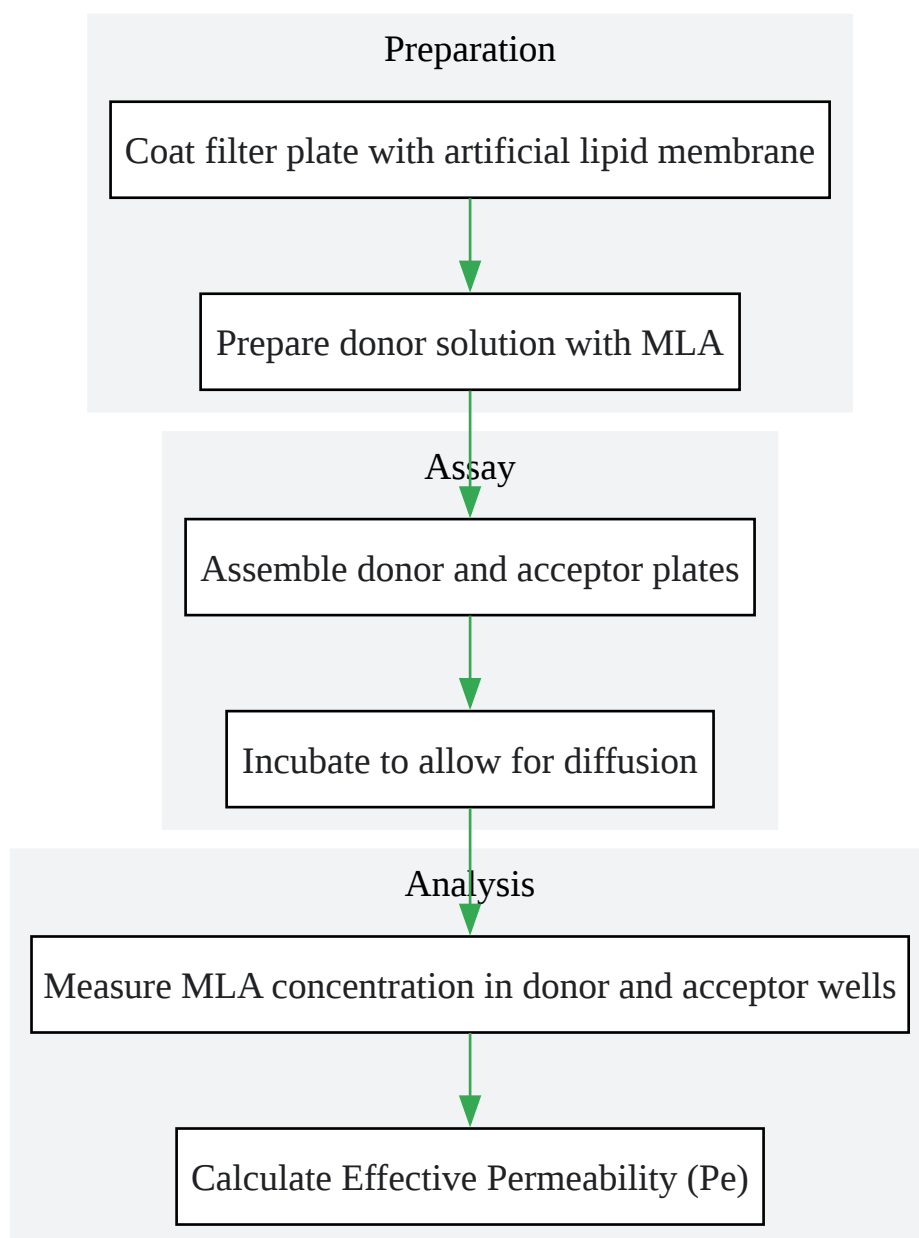 Preparation
Coat filter plate with artificial lipid membrane
Prepare donor solution with MLA
Assay
Assemble donor and acceptor plates
Incubate to allow for diffusion
Analysis
Measure MLA concentration in donor and acceptor wells
Calculate Effective Permeability (Pe)